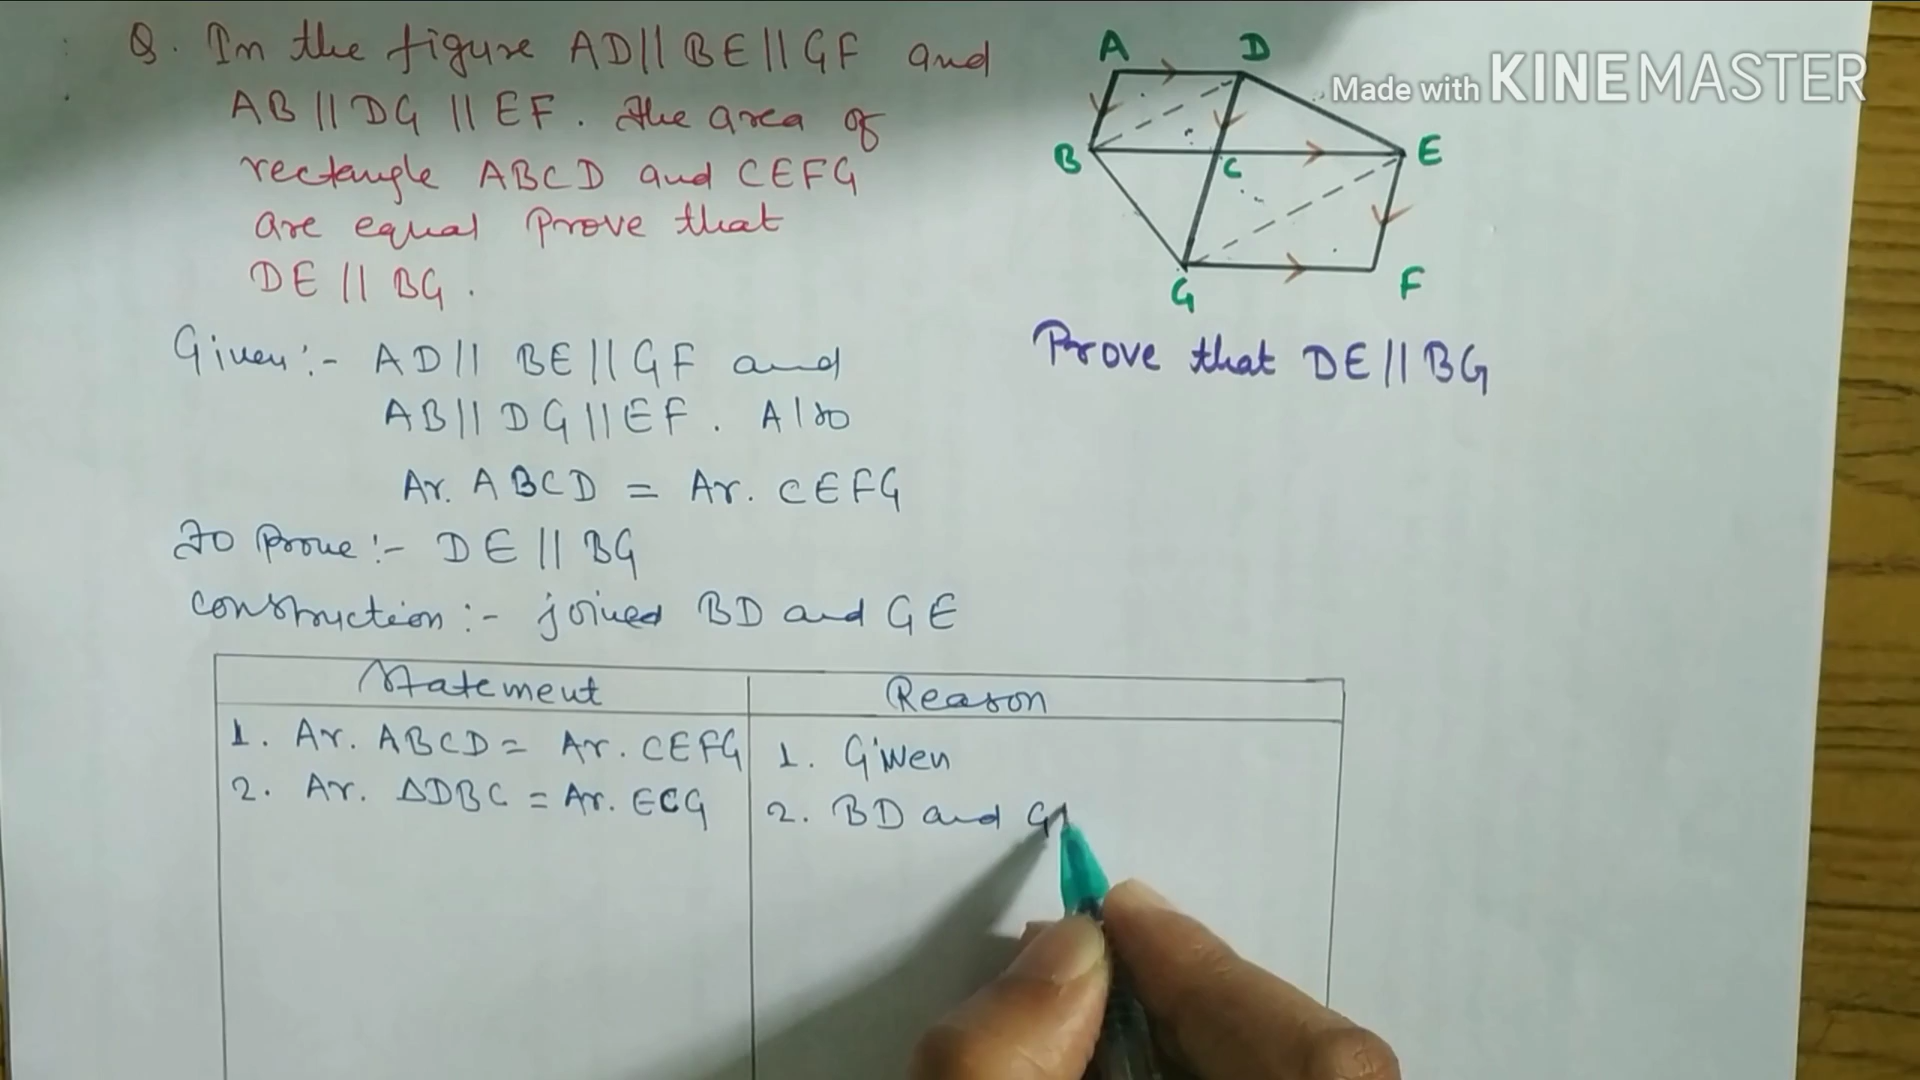 Q. In the figure AD || BE || GF and
AB || DG || EF. The area of
rectangle ABCD and CEFG
are equal Prove that
DE || BG.
A
D
B
C
E
G
F
Made with KINEMASTER
Prove that DE || BG
Given :- AD || BE || GF and
AB || DG || EF. Also
Ar. ABCD = Ar. CEFG
To Prove :- DE || BG
construction :- joined BD and GE
Statement
Reason
1. Ar. ABCD = Ar. CEFG
1. Given
2. Ar. ΔDBC = Ar. ECG
2. BD and G